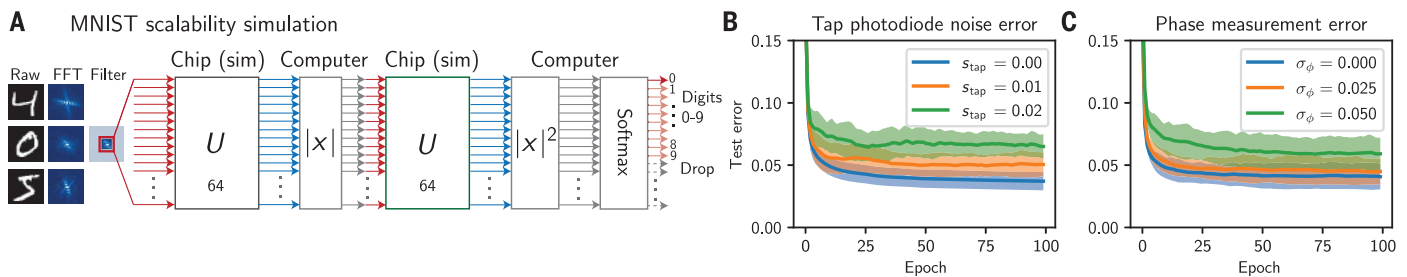 A MNIST scalability simulation
Raw FFT Filter
Chip (sim) Computer Chip (sim) Computer
4
0
5
U
64
|x|
U
64
|x|²
Softmax
0
1
Digits
0–9
8
9
Drop
B Tap photodiode noise error
Test error
0.15
0.10
0.05
0.00
s_tap = 0.00
s_tap = 0.01
s_tap = 0.02
0 25 50 75 100
Epoch
C Phase measurement error
0.15
0.10
0.05
0.00
σ_ϕ = 0.000
σ_ϕ = 0.025
σ_ϕ = 0.050
0 25 50 75 100
Epoch